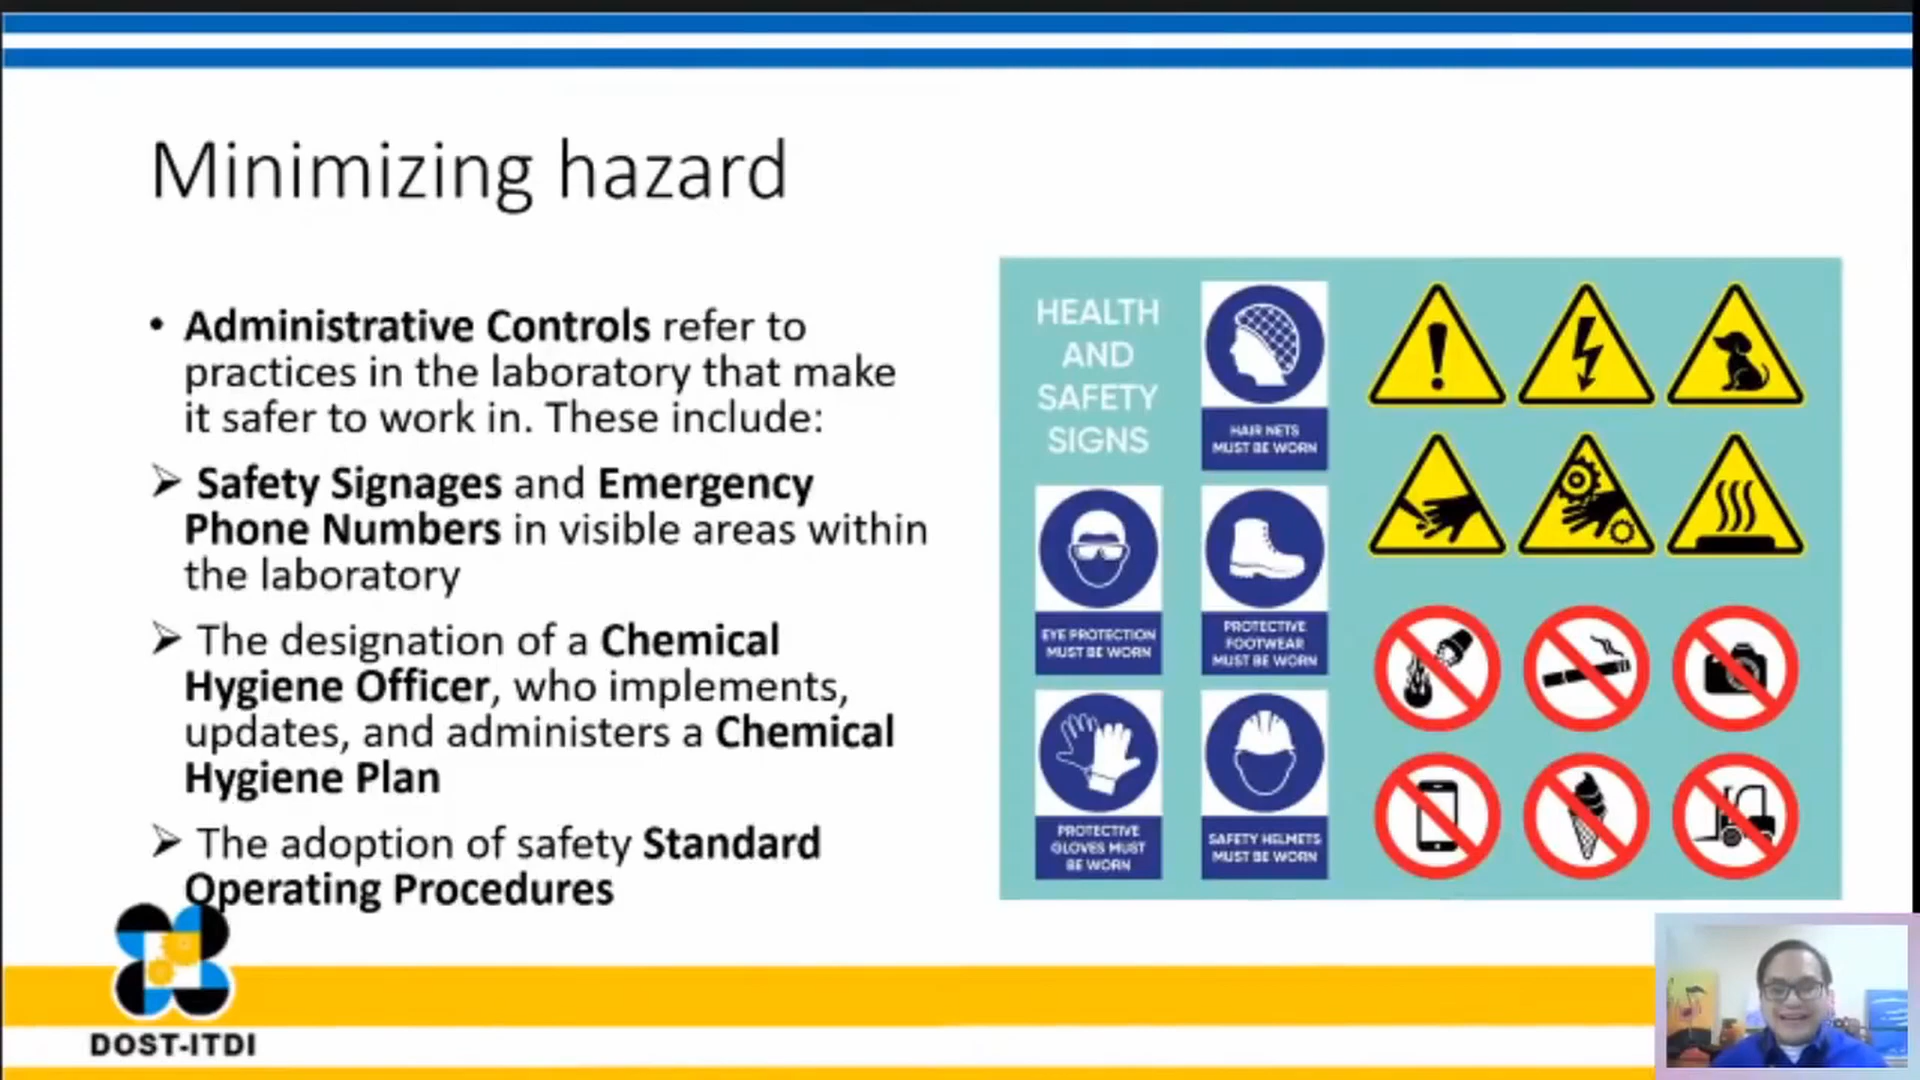 Minimizing hazard
• Administrative Controls refer to
practices in the laboratory that make
it safer to work in. These include:
➢ Safety Signages and Emergency
Phone Numbers in visible areas within
the laboratory
➢ The designation of a Chemical
Hygiene Officer, who implements,
updates, and administers a Chemical
Hygiene Plan
➢ The adoption of safety Standard
Operating Procedures
HEALTH
AND
SAFETY
SIGNS
HAIR NETS
MUST BE WORN
EYE PROTECTION
MUST BE WORN
PROTECTIVE
FOOTWEAR
MUST BE WORN
PROTECTIVE
GLOVES MUST
BE WORN
SAFETY HELMETS
MUST BE WORN
DOST-ITDI